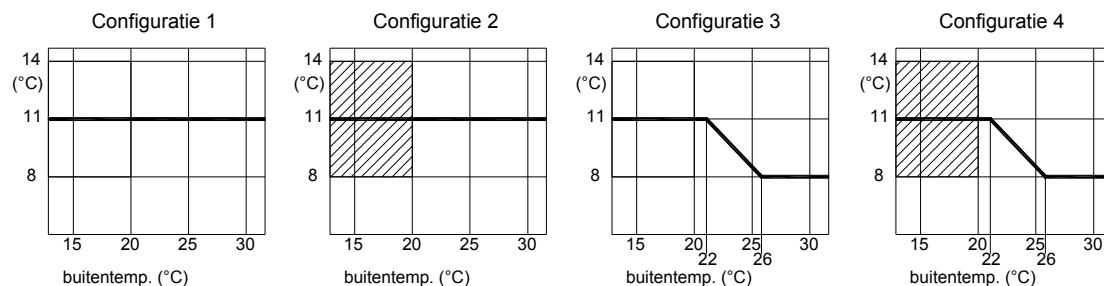 Configuratie 1
14
(°C)
11
8
15 20 25 30
buitentemp. (°C)
Configuratie 2
14
(°C)
11
8
15 20 25 30
buitentemp. (°C)
Configuratie 3
14
(°C)
11
8
15 20 25 30
22 26
buitentemp. (°C)
Configuratie 4
14
(°C)
11
8
15 20 25 30
22 26
buitentemp. (°C)